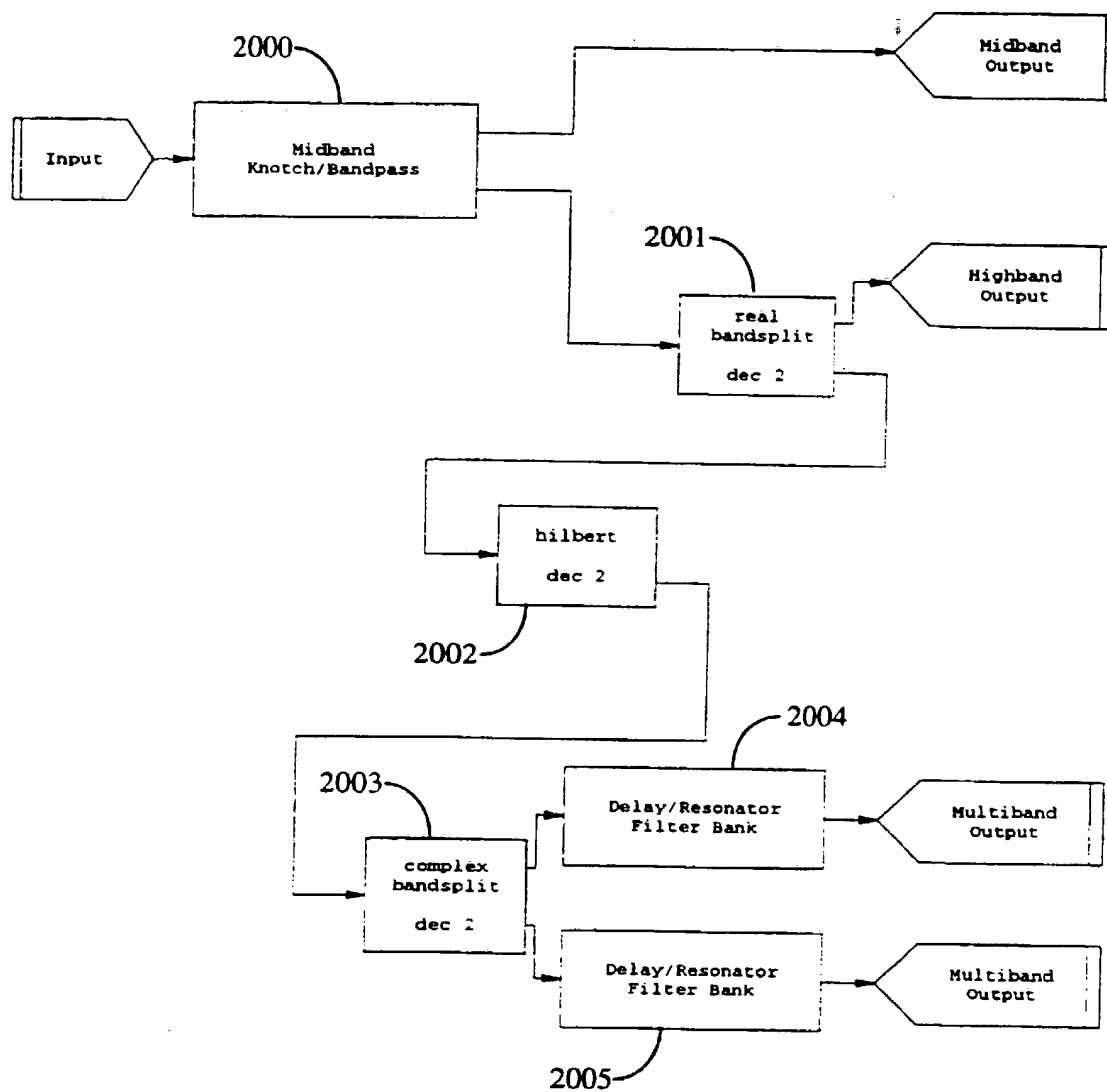 2000
Midband
Output
Input
Midband
Knotch/Bandpass
2001
Highband
Output
real
bandsplit
dec 2
hilbert
dec 2
2002
2004
2003
Delay/Resonator
Filter Bank
Multiband
Output
complex
bandsplit
dec 2
Delay/Resonator
Filter Bank
Multiband
Output
2005